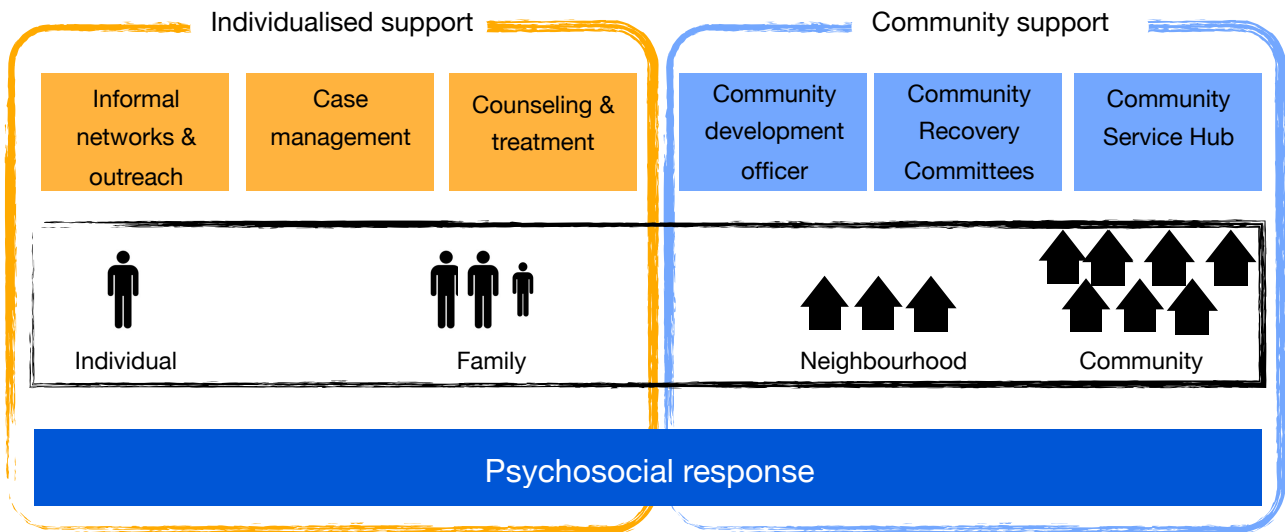 Individualised support
Community support
Informal
networks &
outreach
Case
management
Counseling &
treatment
Community
development
officer
Community
Recovery
Committees
Community
Service Hub
Individual
Family
Neighbourhood
Community
Psychosocial response